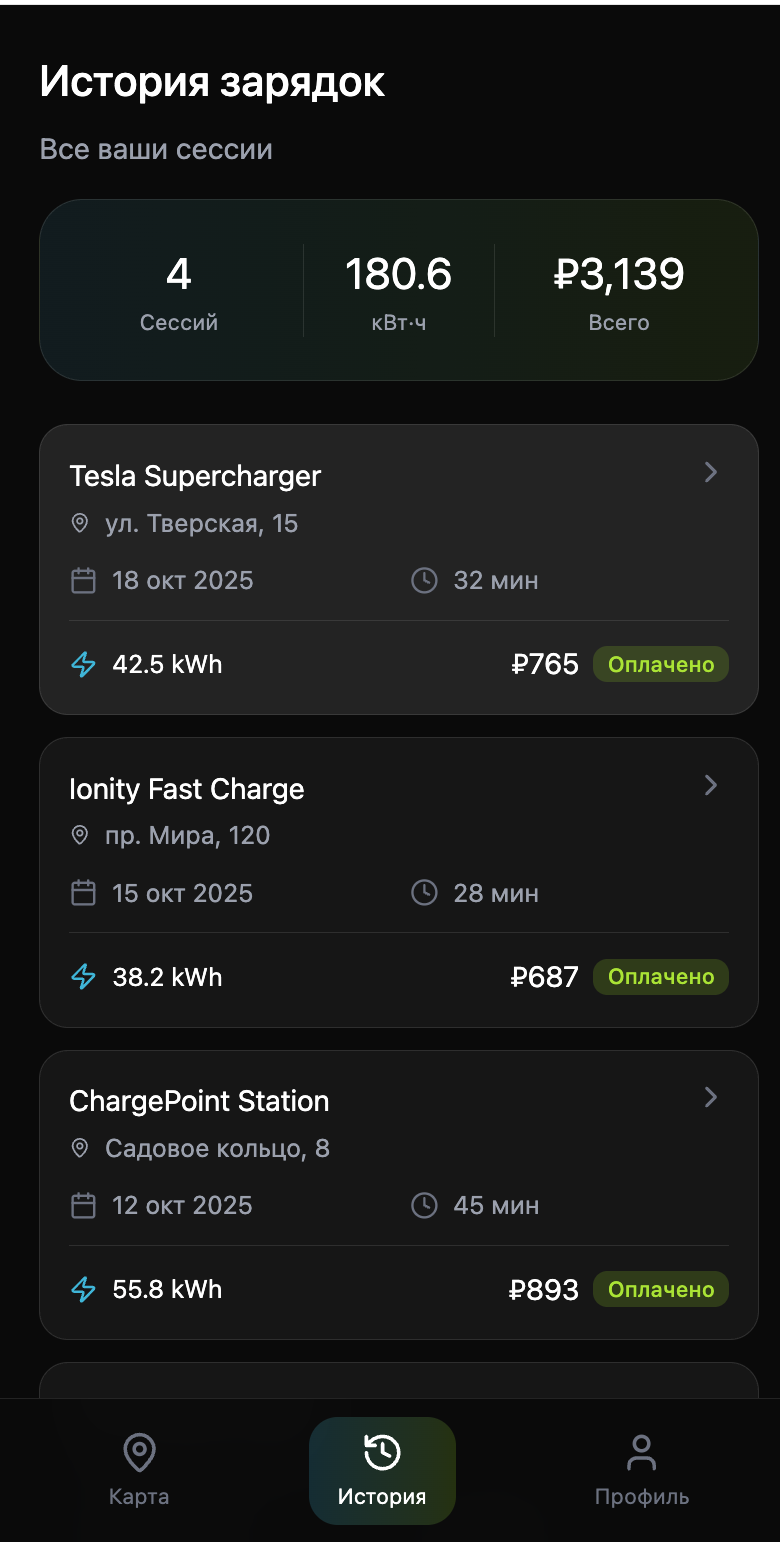 История зарядок
Все ваши сессии
4 180.6 ₽3,139
Сессий кВт·ч Всего
Tesla Supercharger
ул. Тверская, 15
18 окт 2025 32 мин
42.5 kWh ₽765 Оплачено
Ionity Fast Charge
пр. Мира, 120
15 окт 2025 28 мин
38.2 kWh ₽687 Оплачено
ChargePoint Station
Садовое кольцо, 8
12 окт 2025 45 мин
55.8 kWh ₽893 Оплачено
Карта История Профиль